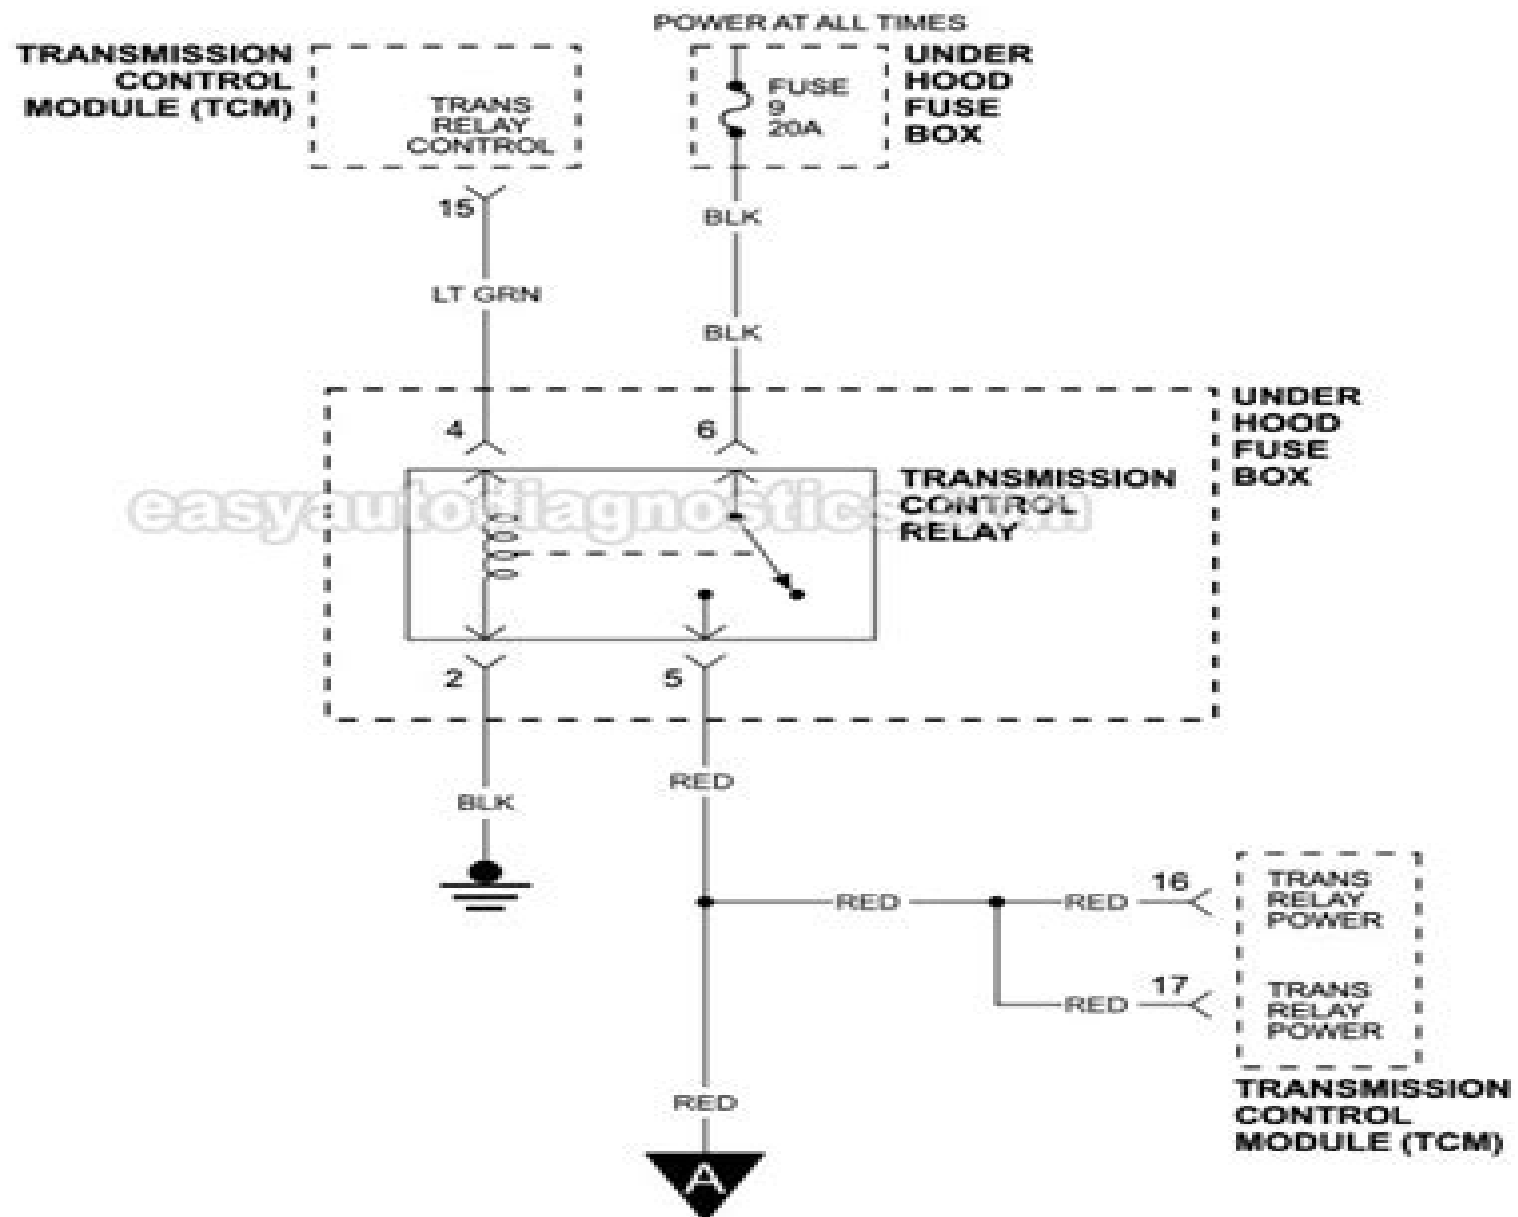 POWER AT ALL TIMES
TRANSMISSION
CONTROL
MODULE (TCM)
TRANS
RELAY
CONTROL
FUSE
9
20A
UNDER
HOOD
FUSE
BOX
15
BLK
LT GRN
BLK
4
6
UNDER
HOOD
FUSE
BOX
TRANSMISSION
CONTROL
RELAY
easyautodiagnostics.com
2
5
RED
BLK
RED
RED
16
TRANS
RELAY
POWER
RED
17
TRANS
RELAY
POWER
TRANSMISSION
CONTROL
MODULE (TCM)
RED
A